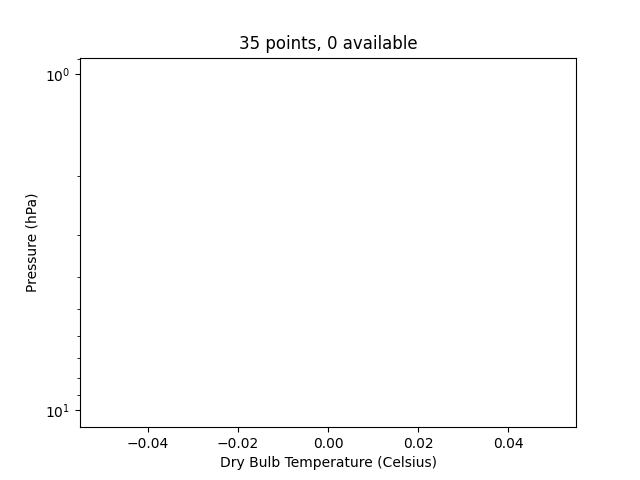 35 points, 0 available
10⁰
Pressure (hPa)
10¹
−0.04 −0.02 0.00 0.02 0.04
Dry Bulb Temperature (Celsius)